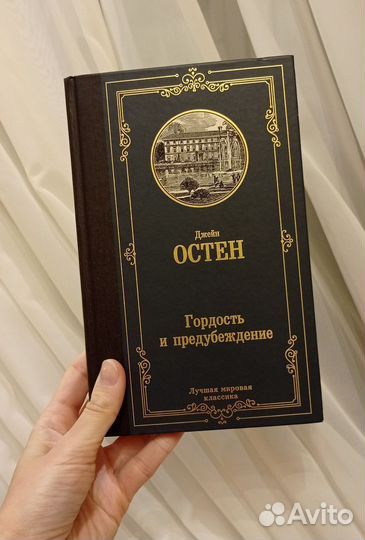 Джейн
ОСТЕН
Гордость
и предубеждение
Лучшая мировая
классика
Avito